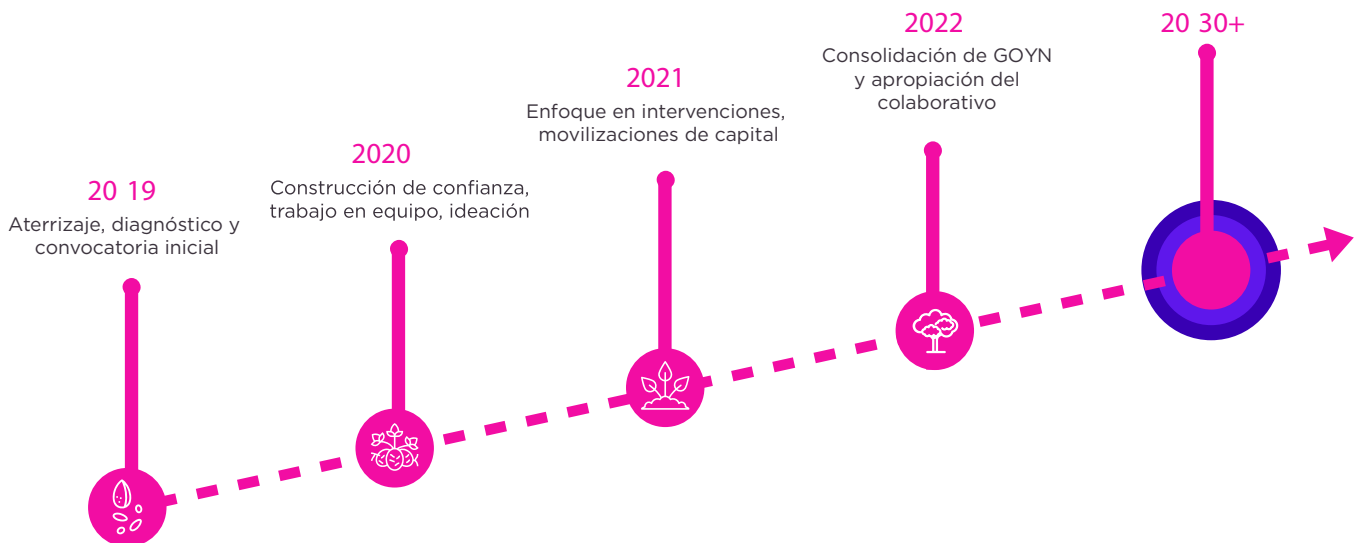 20 19
Aterrizaje, diagnóstico y
convocatoria inicial
2020
Construcción de confianza,
trabajo en equipo, ideación
2021
Enfoque en intervenciones,
movilizaciones de capital
2022
Consolidación de GOYN
y apropiación del
colaborativo
20 30+